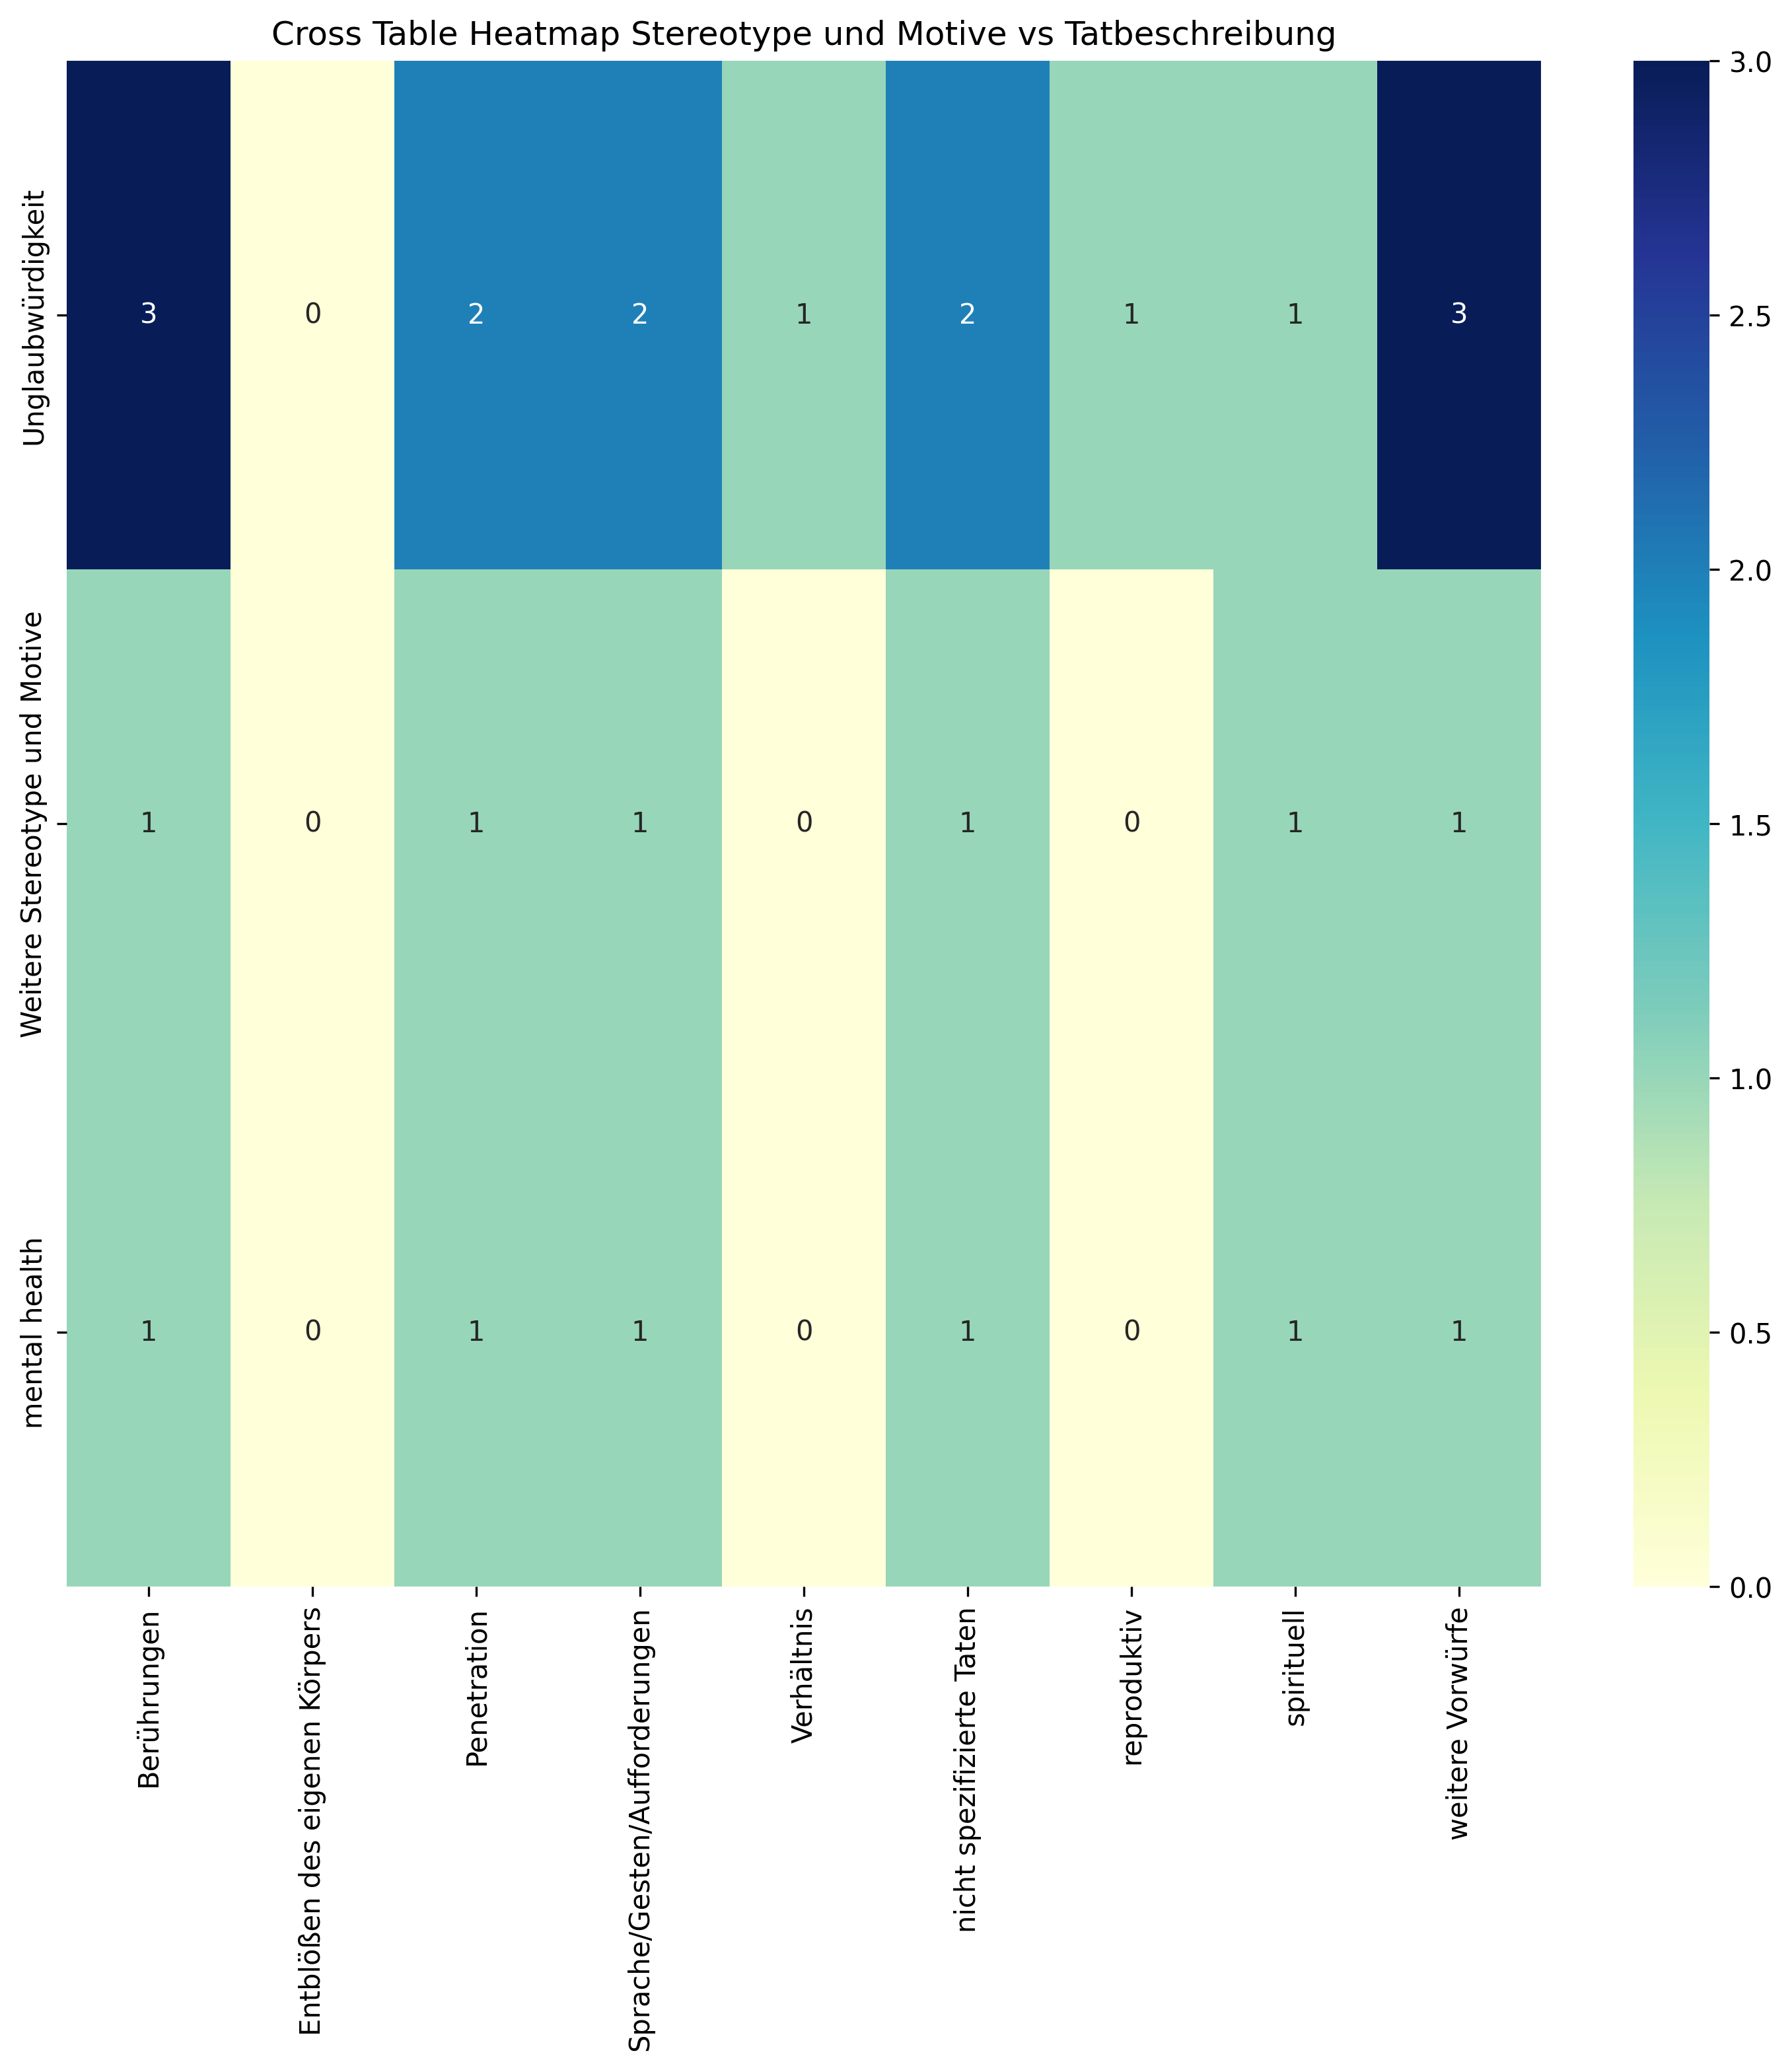 Cross Table Heatmap Stereotype und Motive vs Tatbeschreibung
Unglaubwürdigkeit
3 0 2 2 1 2 1 1 3
Weitere Stereotype und Motive
1 0 1 1 0 1 0 1 1
mental health
1 0 1 1 0 1 0 1 1
Berührungen
Entblößen des eigenen Körpers
Penetration
Sprache/Gesten/Aufforderungen
Verhältnis
nicht spezifizierte Taten
reproduktiv
spirituell
weitere Vorwürfe
3.0
2.5
2.0
1.5
1.0
0.5
0.0